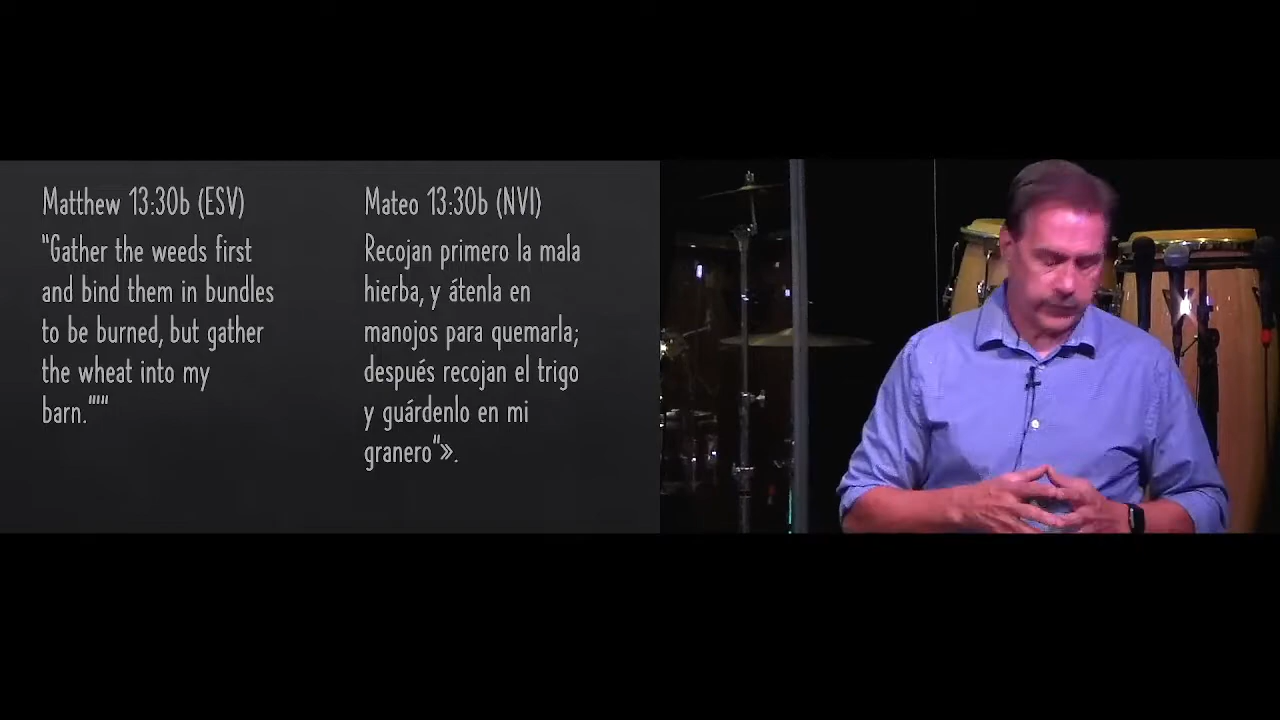 Matthew 13:30b (ESV)
"Gather the weeds first
and bind them in bundles
to be burned, but gather
the wheat into my
barn."'"
Mateo 13:30b (NVI)
Recojan primero la mala
hierba, y átenla en
manojos para quemarla;
después recojan el trigo
y guárdenlo en mi
granero"».